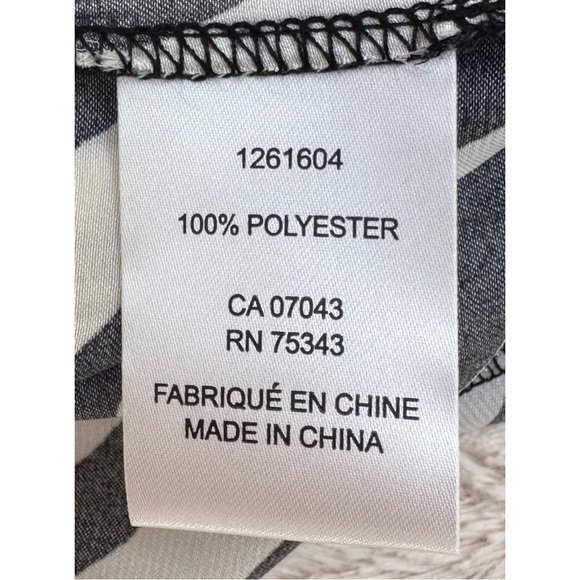 1261604
100% POLYESTER
CA 07043
RN 75343
FABRIQUÉ EN CHINE
MADE IN CHINA